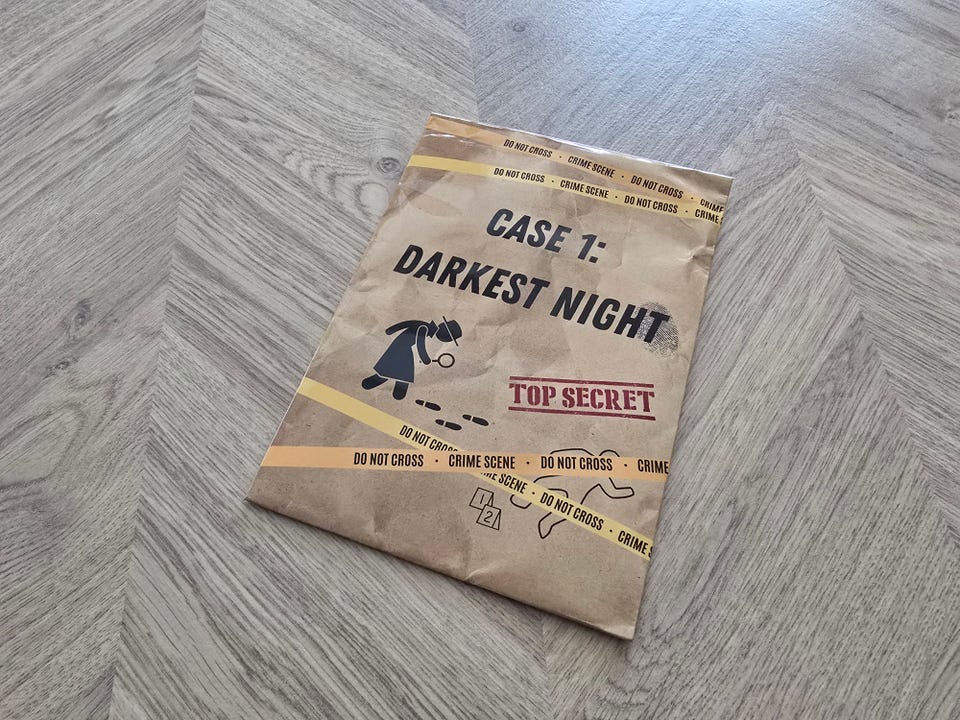 DO NOT CROSS · CRIME SCENE · DO NOT CROSS · CRIME
DO NOT CROSS · CRIME SCENE · DO NOT CROSS · CRIME
CASE 1:
DARKEST NIGHT
TOP SECRET
DO NOT CROSS
DO NOT CROSS · CRIME SCENE · DO NOT CROSS · CRIME
SCENE · DO NOT CROSS · CRIME S
1
2